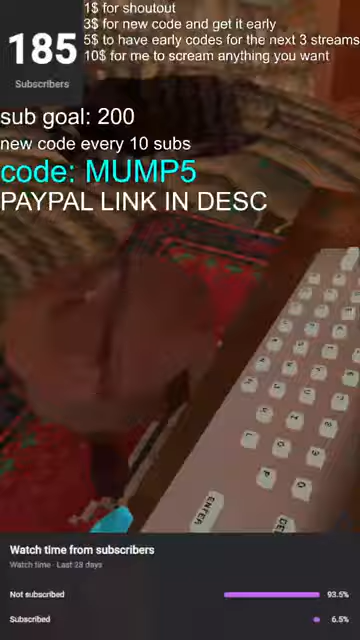 1$ for shoutout
3$ for new code and get it early
5$ to have early codes for the next 3 streams
10$ for me to scream anything you want
185
Subscribers
sub goal: 200
new code every 10 subs
code: MUMP5
PAYPAL LINK IN DESC
ENTER
Watch time from subscribers
Watch time · Last 28 days
Not subscribed 93.5%
Subscribed 6.5%